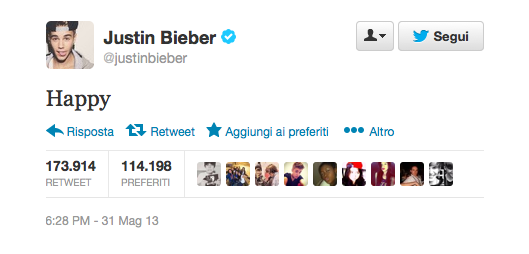 Justin Bieber
@justinbieber
Segui
Happy
Risposta Retweet Aggiungi ai preferiti Altro
173.914 114.198
RETWEET PREFERITI
6:28 PM - 31 Mag 13